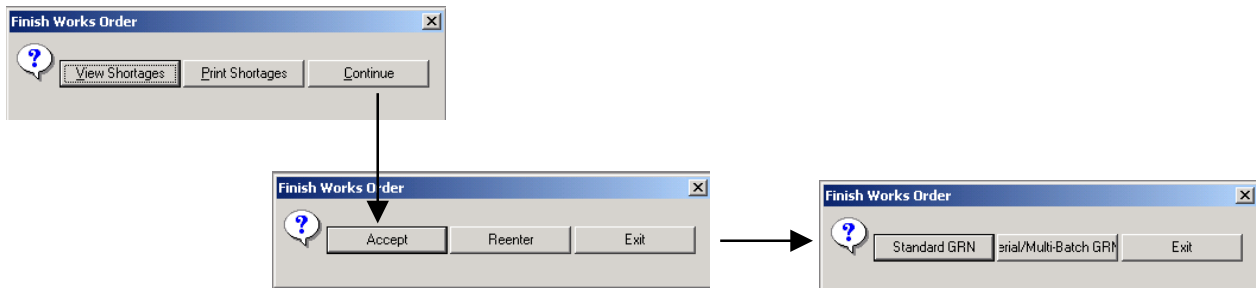 Finish Works Order
View Shortages Print Shortages Continue
Finish Works Order
Accept Reenter Exit
Finish Works Order
Standard GRN erial/Multi-Batch GRN Exit